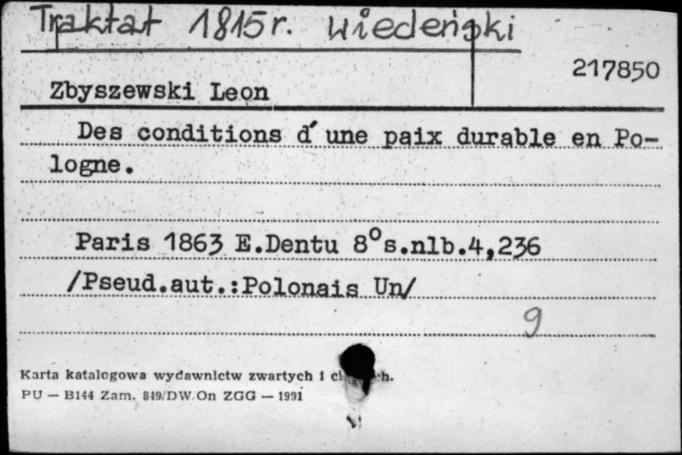 Traktat 1815r. wiedeński
217850
Zbyszewski Leon
Des conditions d'une paix durable en Po-
logne.
Paris 1863 E.Dentu 8°s.nlb.4,236
/Pseud.aut.:Polonais Un/
9
Karta katalogowa wydawnictw zwartych i
PU — B144 Zam. 849/DW/On ZGG — 1991